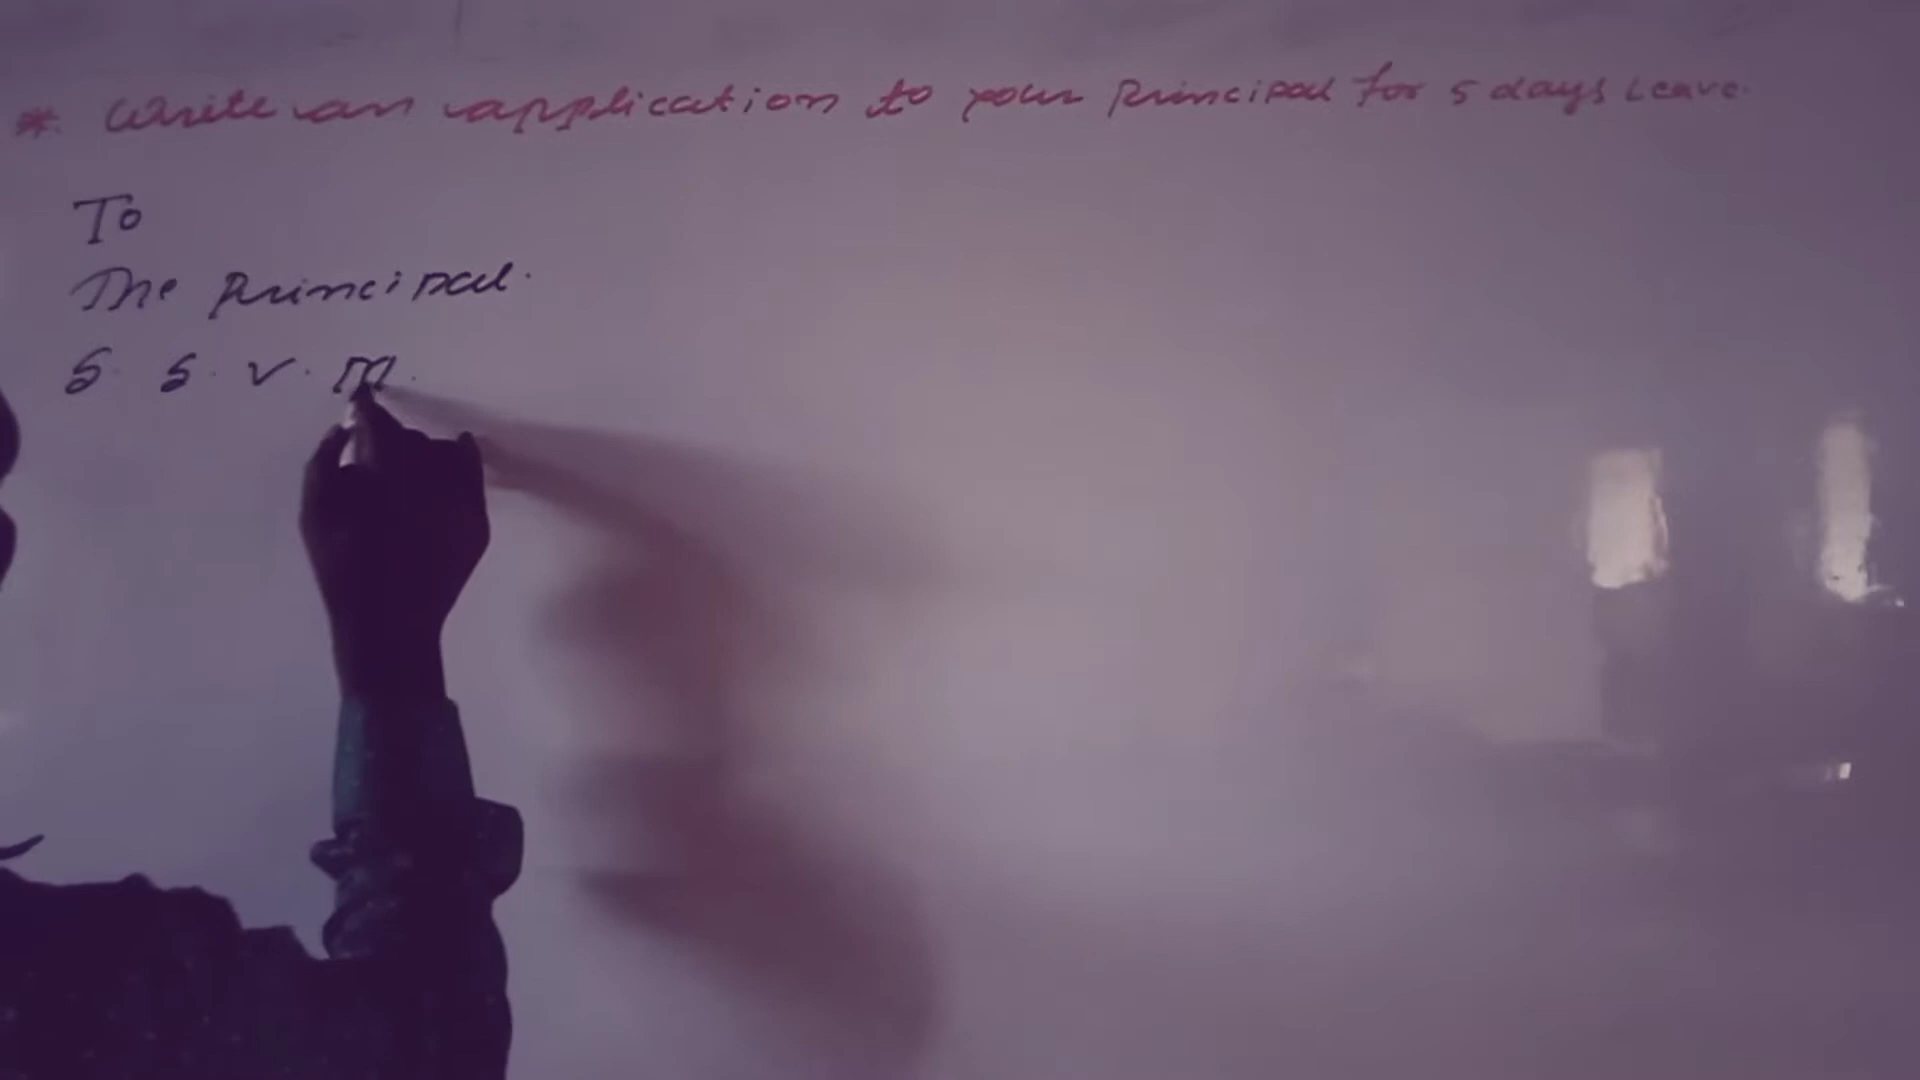 *. Write an application to your Principal for 5 days Leave.
To
The Principal.
S. S. V. M.